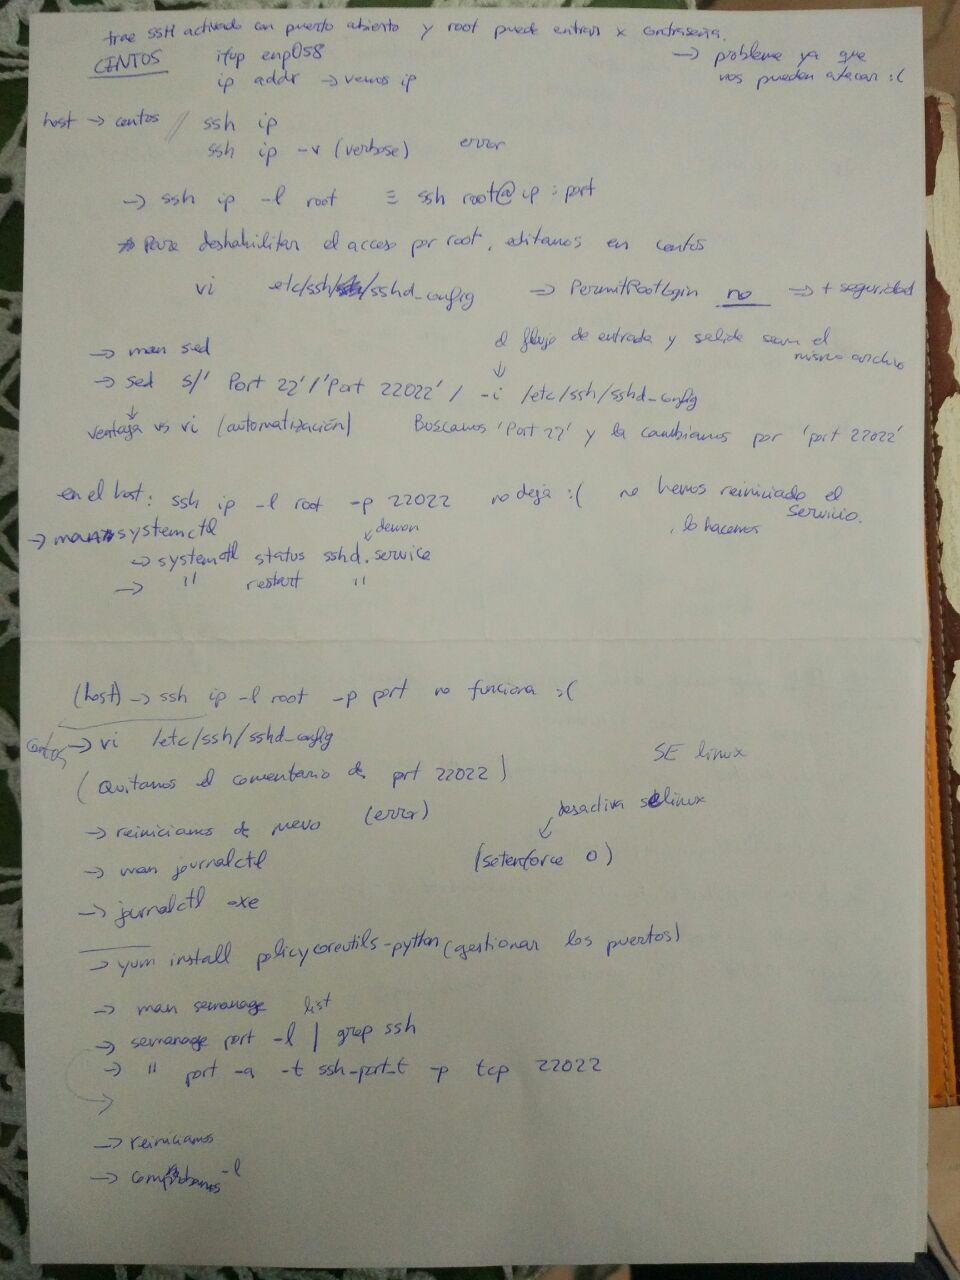 trae SSH activado con puerto abierto y root puede entrar x contraseña.
CENTOS ifup enp0s8 → problema ya que
ip addr → vemos ip nos pueden atacar :(
host → centos // ssh ip
ssh ip -v (verbose) error
→ ssh ip -l root ≡ ssh root@ip:port
* Para deshabilitar el acceso por root, editamos en centos
vi etc/ssh/sshd_config ⇒ PermitRootLogin no ⇒ + seguridad
→ man sed el flujo de entrada y salida sean el
mismo archivo
→ sed s/'Port 22'/'Port 22022'/ -i /etc/ssh/sshd_config
ventaja vs vi (automatización) Buscamos 'Port 22' y la cambiamos por 'port 22022'
en el host: ssh ip -l root -p 22022 no deja :( no hemos reiniciado el
servicio.
→ man systemctl demon , lo hacemos
→ systemctl status sshd.service
→ " restart "
(host) → ssh ip -l root -p port no funciona :(
centos → vi /etc/ssh/sshd_config
SE linux
(Quitamos el comentario de port 22022)
desactiva selinux
→ reiniciamos de nuevo (error)
→ man journalctl (setenforce 0)
→ journalctl -xe
→ yum install policycoreutils-python (gestionar los puertos)
→ man semanage list
→ semanage port -l | grep ssh
→ " port -a -t ssh_port_t -p tcp 22022
→ reiniciamos
→ comprobamos -l